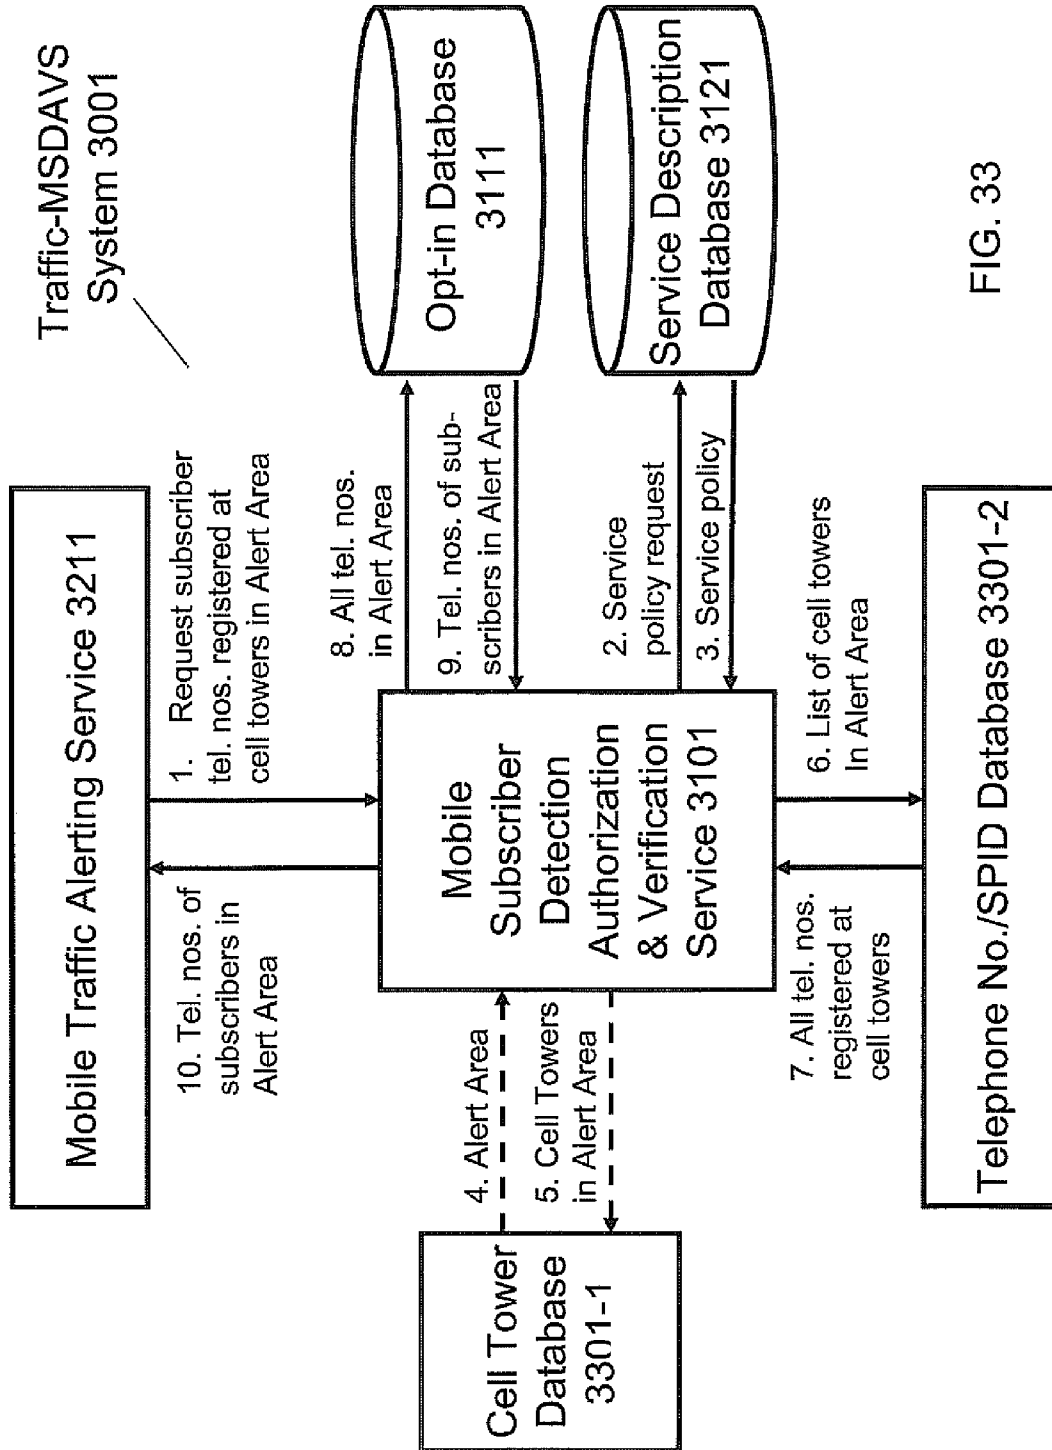 Traffic-MSDAVS
System 3001
Mobile Traffic Alerting Service 3211
1. Request subscriber
tel. nos. registered at
cell towers in Alert Area
10. Tel. nos. of
subscribers in
Alert Area
8. All tel. nos.
in Alert Area
9. Tel. nos. of sub-
scribers in Alert Area
Opt-in Database
3111
Cell Tower
Database
3301-1
4. Alert Area
5. Cell Towers
in Alert Area
Mobile
Subscriber
Detection
Authorization
& Verification
Service 3101
2. Service
policy request
3. Service policy
Service Description
Database 3121
7. All tel. nos.
registered at
cell towers
6. List of cell towers
In Alert Area
Telephone No./SPID Database 3301-2
FIG. 33